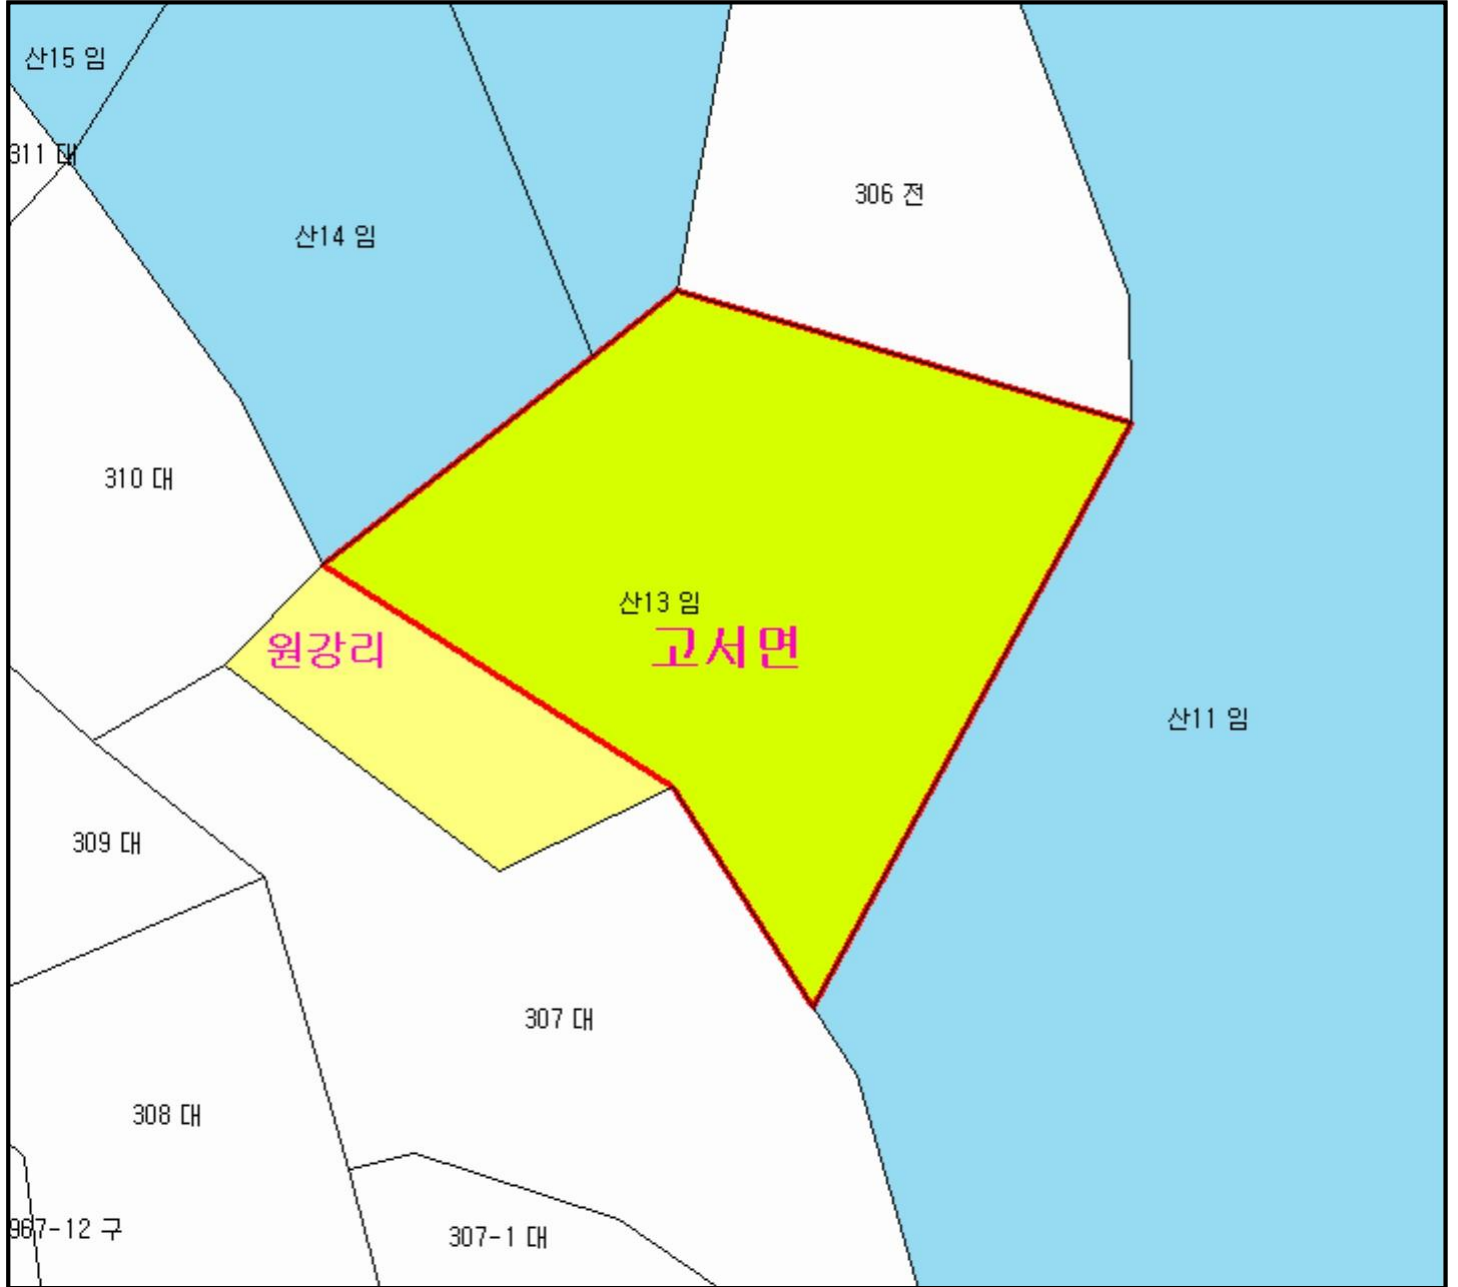 산15 임
311 대
306 전
산14 임
310 대
산13 임
원강리
고서면
산11 임
309 대
307 대
308 대
967-12 구
307-1 대